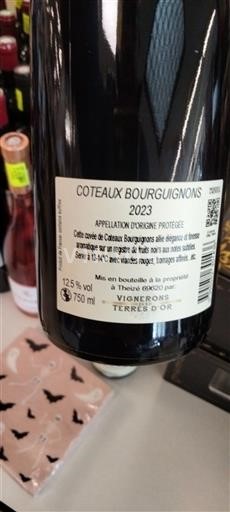 COTEAUX BOURGUIGNONS
2023
APPELLATION D'ORIGINE PROTÉGÉE
Cette cuvée de Coteaux Bourguignons allie élégance et finesse
aromatique sur un registre de fruits noirs aux notes subtiles.
Servir à 13-14°C avec viandes rouges, fromages affinés, etc.
Mis en bouteille à la propriété
à Theizé 69620 par:
VIGNERONS
TERRES D'OR
12.5 % vol
750 ml